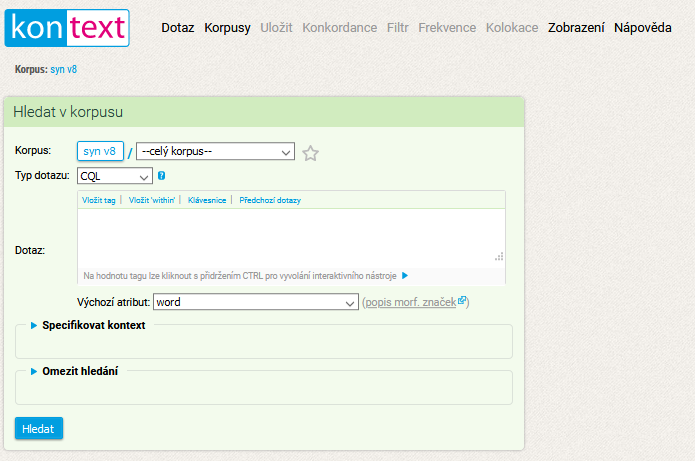 kontext
Dotaz Korpusy Uložit Konkordance Filtr Frekvence Kolokace Zobrazení Nápověda
Korpus: syn v8
Hledat v korpusu
Korpus: syn v8 / --celý korpus--
Typ dotazu: CQL ?
Vložit tag | Vložit 'within' | Klávesnice | Předchozí dotazy
Dotaz:
Na hodnotu tagu lze kliknout s přidržením CTRL pro vyvolání interaktivního nástroje
Výchozí atribut: word (popis morf. značek)
Specifikovat kontext
Omezit hledání
Hledat